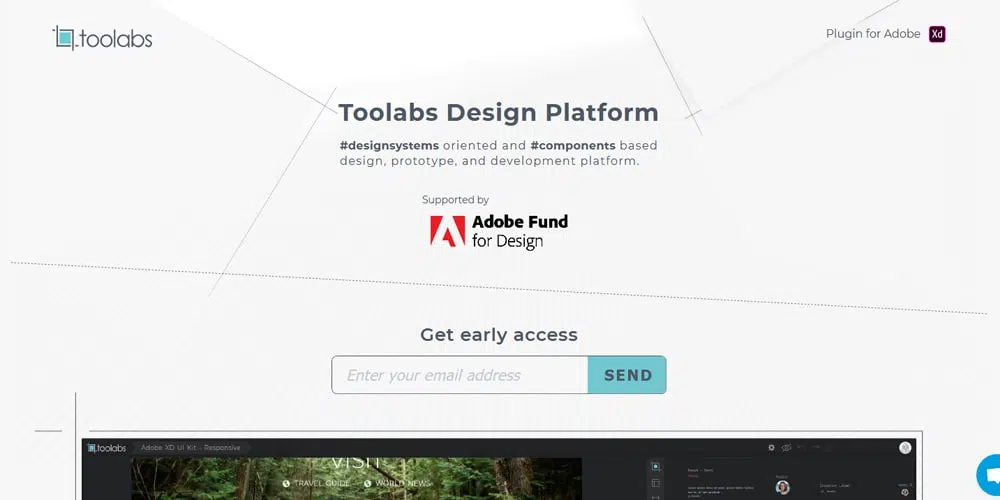 toolabs
Plugin for Adobe Xd
Toolabs Design Platform
#designsystems oriented and #components based
design, prototype, and development platform.
Supported by
Adobe Fund
for Design
Get early access
Enter your email address
SEND
toolabs
Adobe XD UI Kit - Responsive
VISIT
TRAVEL GUIDE
WORLD NEWS